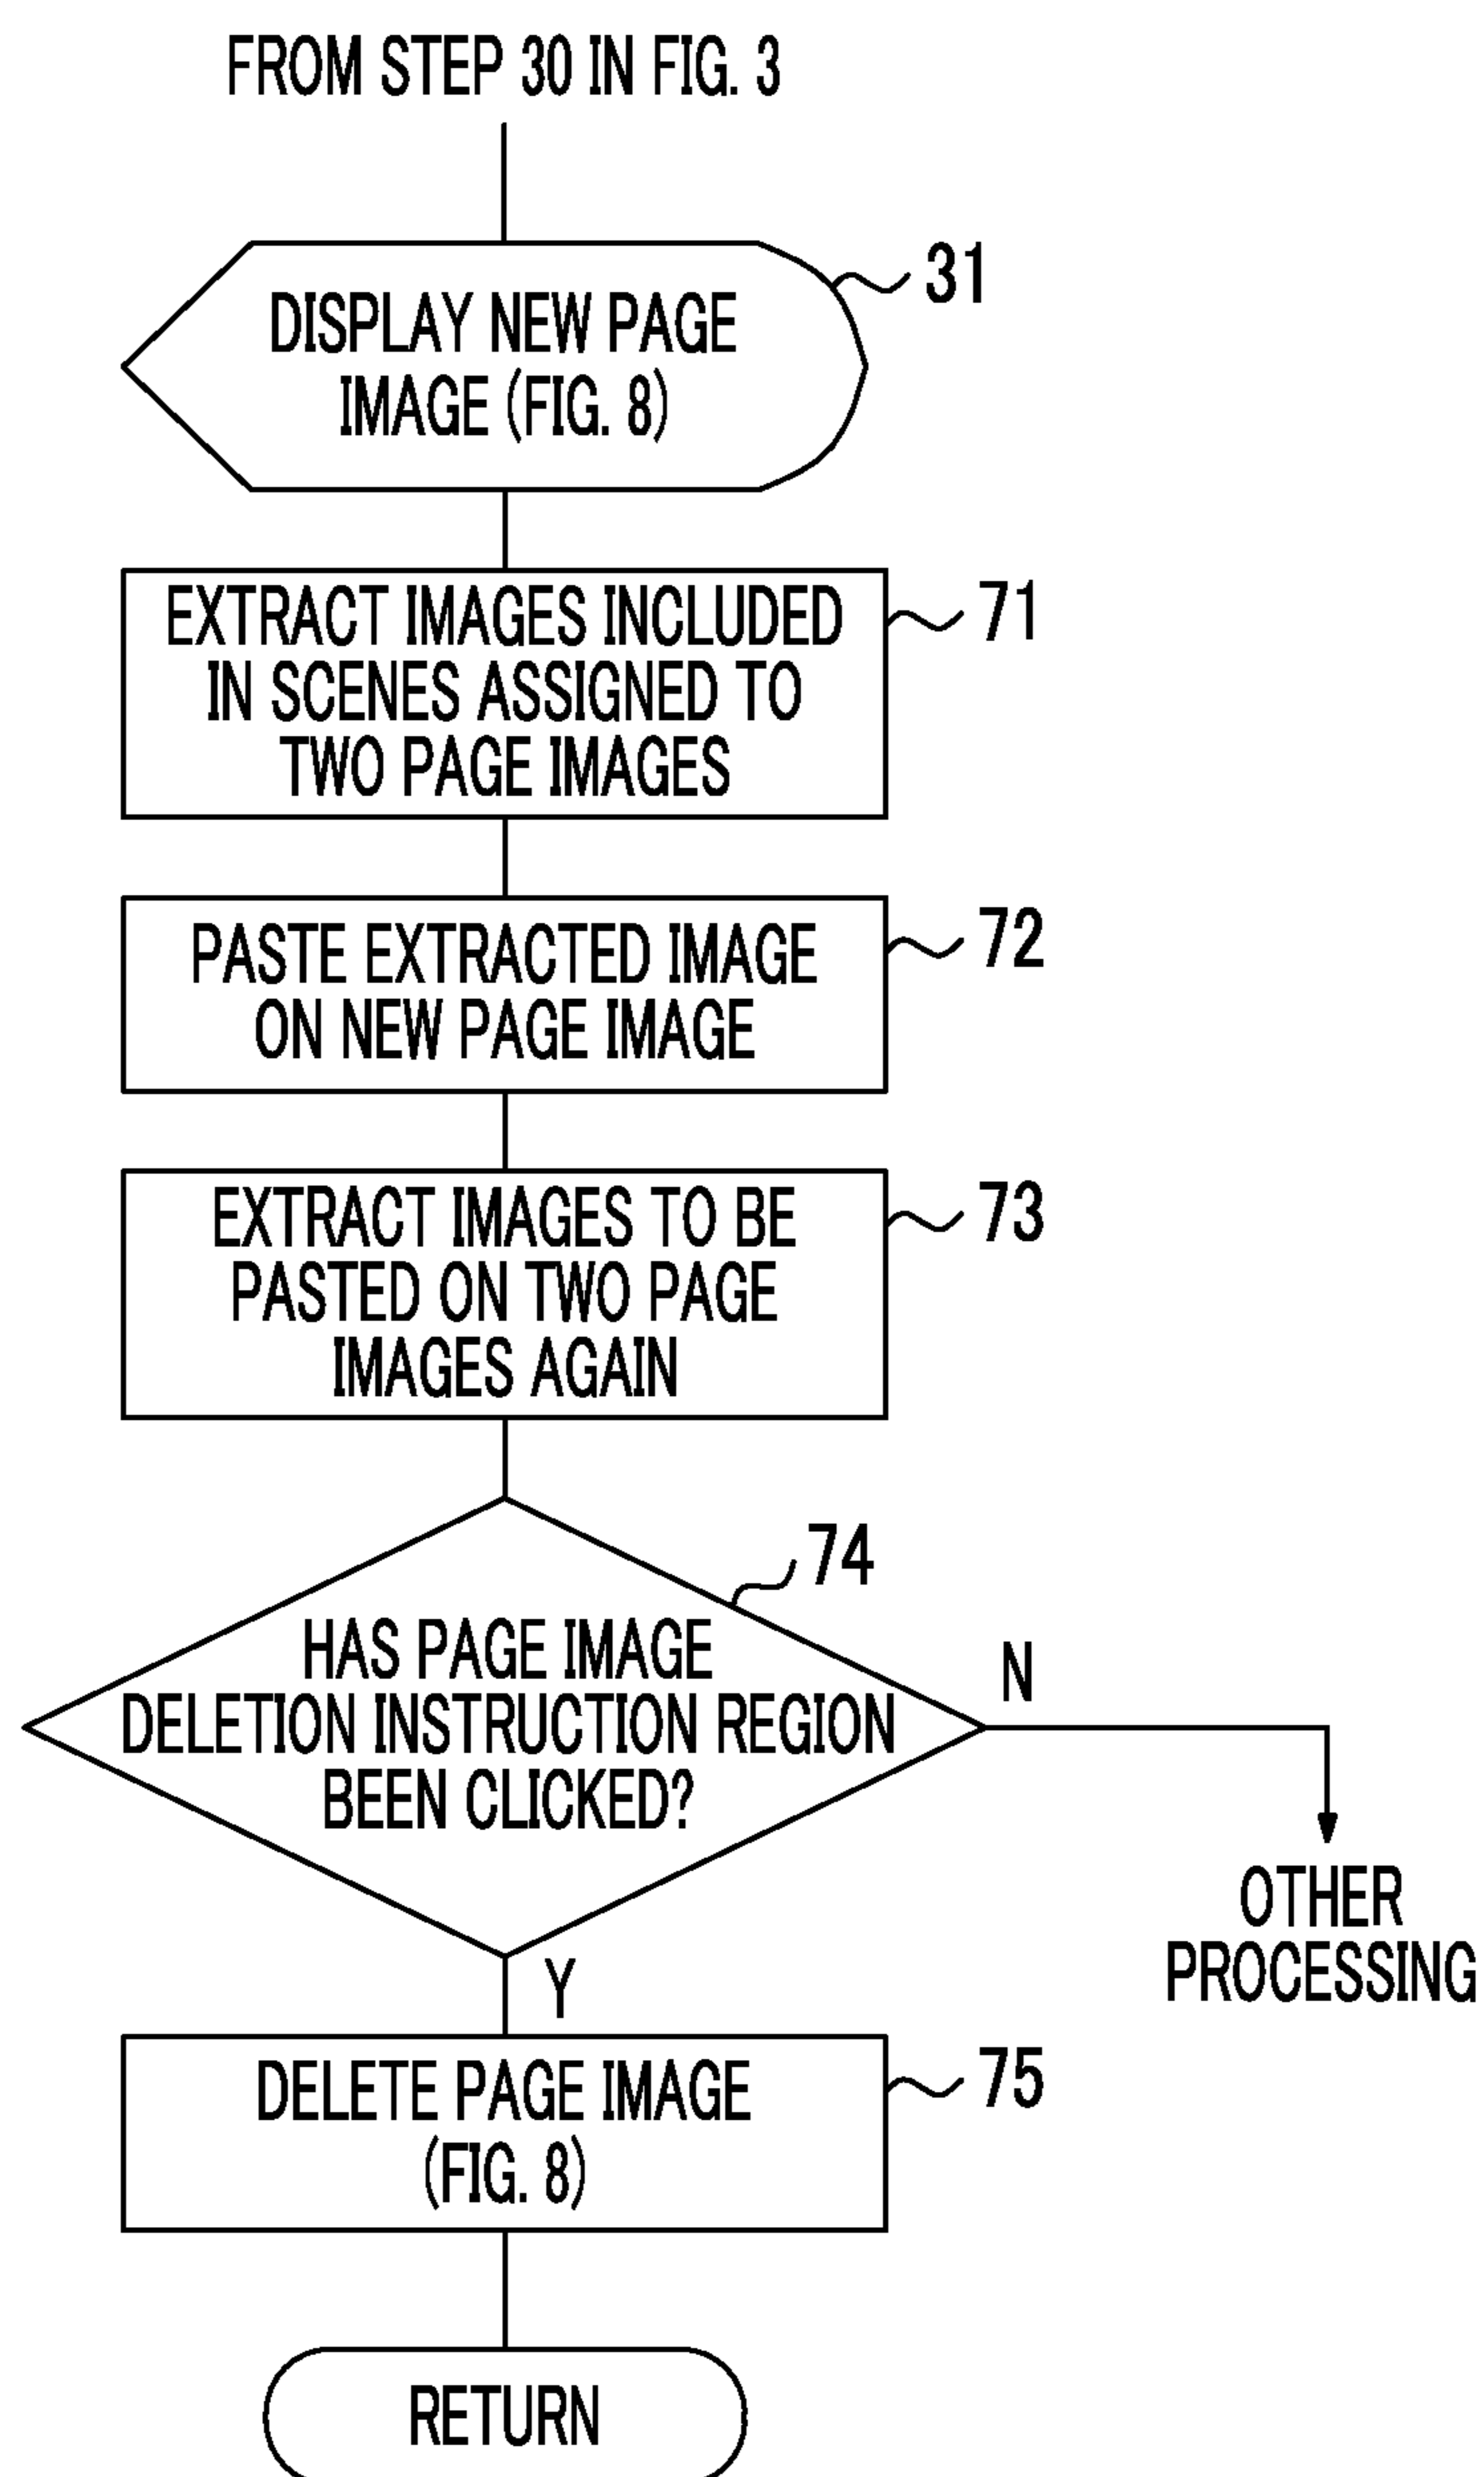 FROM STEP 30 IN FIG. 3
31
DISPLAY NEW PAGE
IMAGE (FIG. 8)
71
EXTRACT IMAGES INCLUDED
IN SCENES ASSIGNED TO
TWO PAGE IMAGES
72
PASTE EXTRACTED IMAGE
ON NEW PAGE IMAGE
73
EXTRACT IMAGES TO BE
PASTED ON TWO PAGE
IMAGES AGAIN
74
HAS PAGE IMAGE
DELETION INSTRUCTION REGION
BEEN CLICKED?
N
OTHER
PROCESSING
Y
75
DELETE PAGE IMAGE
(FIG. 8)
RETURN